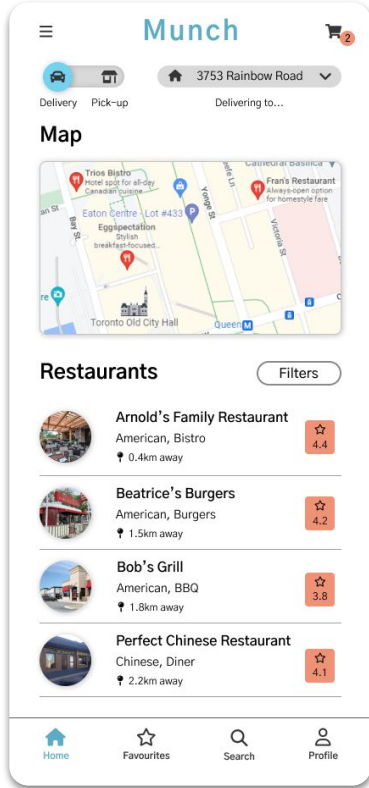 Munch
2
3753 Rainbow Road
Delivery Pick-up
Delivering to...
Map
Cathedral Basilica
Trios Bistro
Hotel spot for all-day
Canadian cuisine
Fran's Restaurant
Always-open option
for homestyle fare
Yonge St
Bay St
Eaton Centre - Lot #433
P
Victoria St
Eggspectation
Stylish
breakfast-focused...
Toronto Old City Hall
Queen M
Restaurants
Filters
Arnold's Family Restaurant
American, Bistro
0.4km away
4.4
Beatrice's Burgers
American, Burgers
1.5km away
4.2
Bob's Grill
American, BBQ
1.8km away
3.8
Perfect Chinese Restaurant
Chinese, Diner
2.2km away
4.1
Home
Favourites
Search
Profile